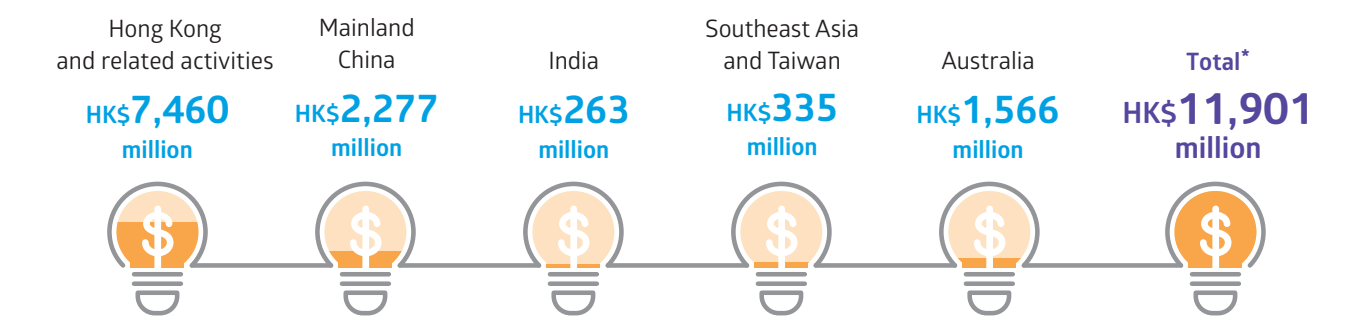 Hong Kong
and related activities
HK$7,460
million
Mainland
China
HK$2,277
million
India
HK$263
million
Southeast Asia
and Taiwan
HK$335
million
Australia
HK$1,566
million
Total*
HK$11,901
million
$
$
$
$
$
$